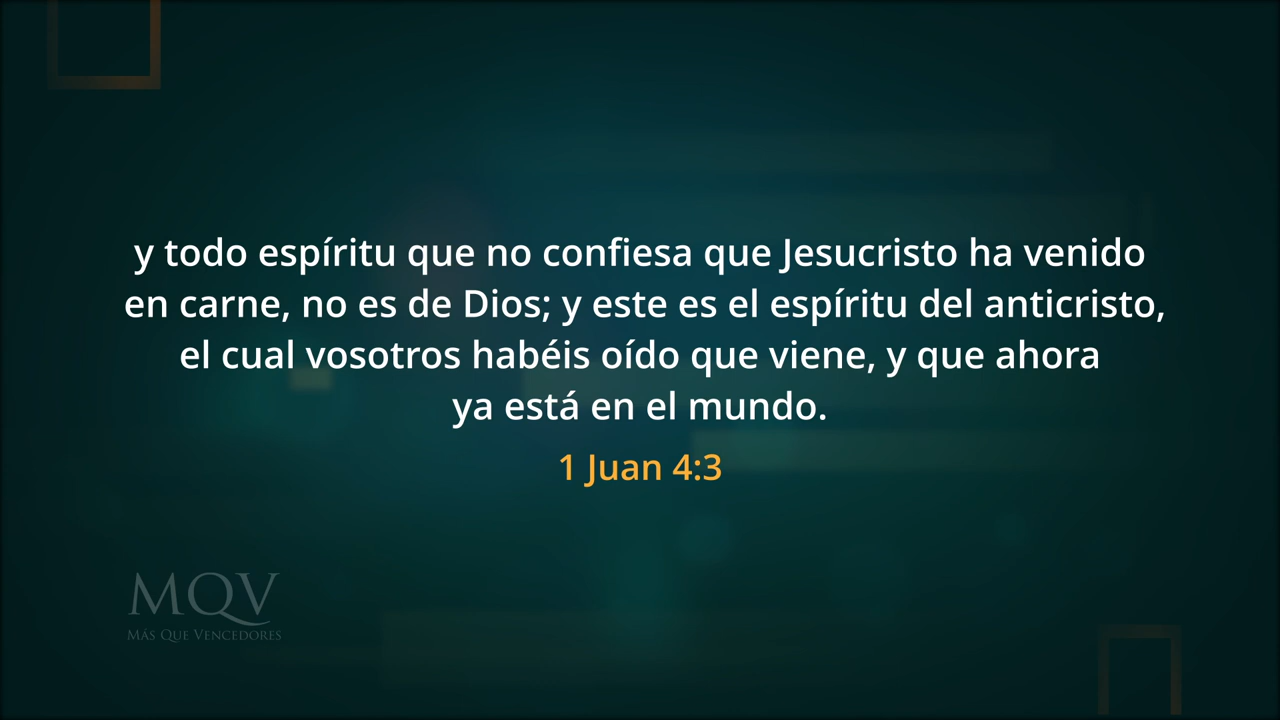 y todo espíritu que no confiesa que Jesucristo ha venido
en carne, no es de Dios; y este es el espíritu del anticristo,
el cual vosotros habéis oído que viene, y que ahora
ya está en el mundo.
1 Juan 4:3
MQV
MÁS QUE VENCEDORES